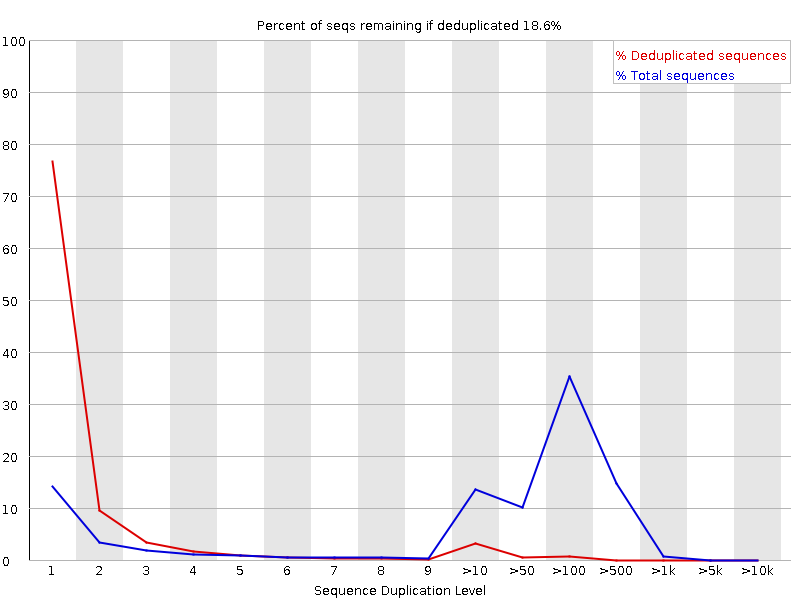 Percent of seqs remaining if deduplicated 18.6%
% Deduplicated sequences
% Total sequences
100
90
80
70
60
50
40
30
20
10
0
1 2 3 4 5 6 7 8 9 >10 >50 >100 >500 >1k >5k >10k
Sequence Duplication Level